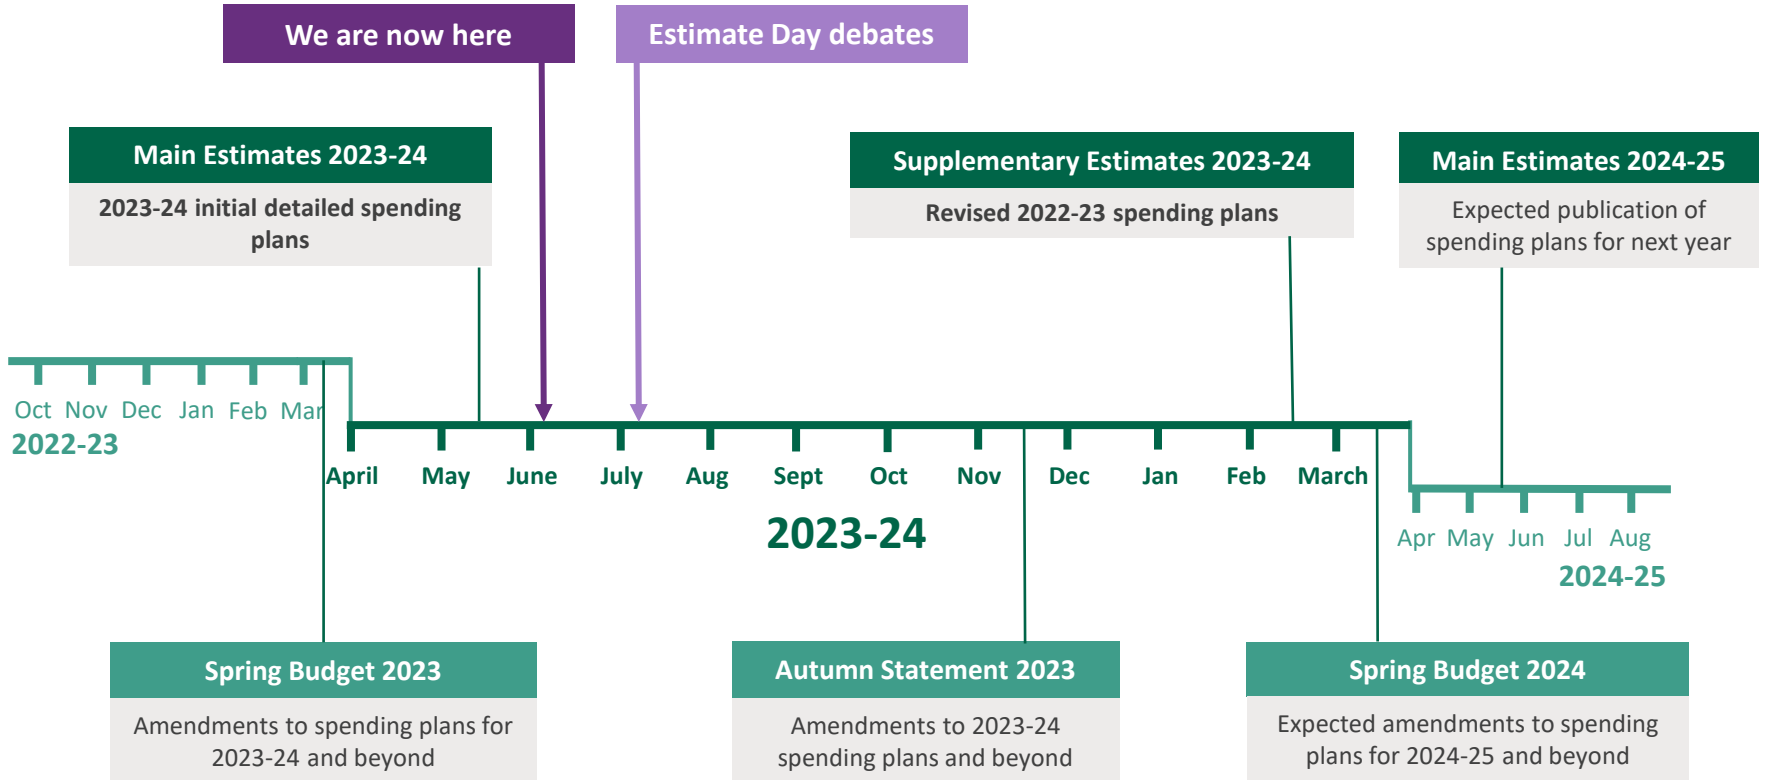 We are now here
Estimate Day debates
Main Estimates 2023-24
2023-24 initial detailed spending
plans
Supplementary Estimates 2023-24
Revised 2022-23 spending plans
Main Estimates 2024-25
Expected publication of
spending plans for next year
Oct Nov Dec Jan Feb Mar
2022-23
April May June July Aug Sept Oct Nov Dec Jan Feb March
2023-24
Apr May Jun Jul Aug
2024-25
Spring Budget 2023
Amendments to spending plans for
2023-24 and beyond
Autumn Statement 2023
Amendments to 2023-24
spending plans and beyond
Spring Budget 2024
Expected amendments to spending
plans for 2024-25 and beyond